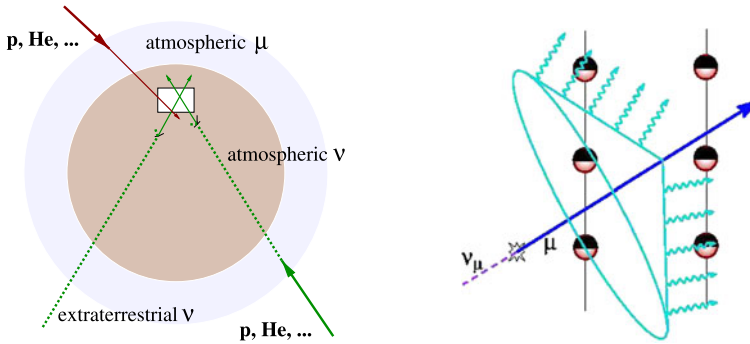 p, He, ...
atmospheric μ
atmospheric ν
extraterrestrial ν
p, He, ...
ν_μ
μ